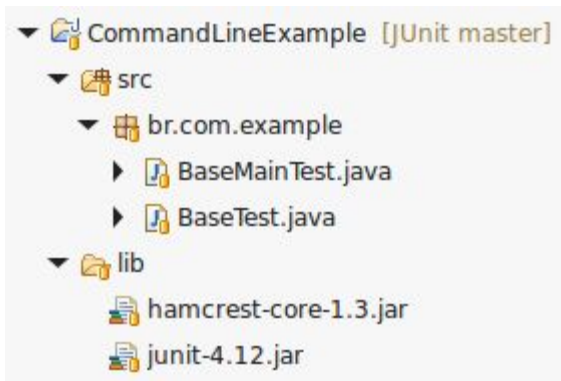 CommandLineExample [JUnit master]
src
br.com.example
BaseMainTest.java
BaseTest.java
lib
hamcrest-core-1.3.jar
junit-4.12.jar